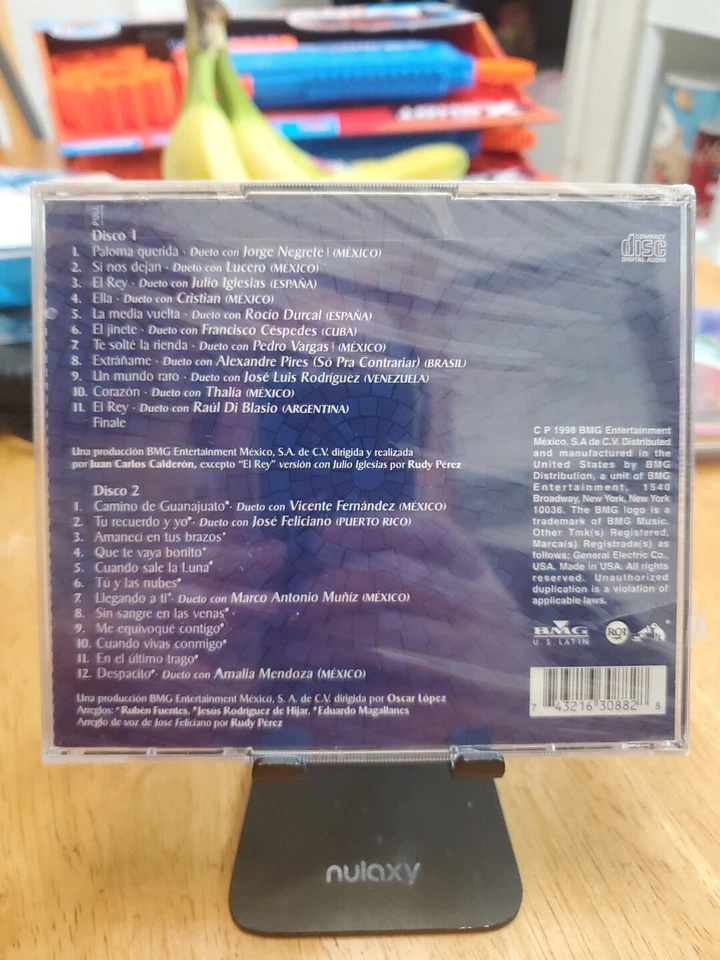 PULL
Disco 1
1. Paloma querida · Dueto con Jorge Negrete † (MÉXICO)
2. Si nos dejan · Dueto con Lucero (MÉXICO)
3. El Rey · Dueto con Julio Iglesias (ESPAÑA)
4. Ella · Dueto con Cristian (MÉXICO)
5. La media vuelta · Dueto con Rocío Durcal (ESPAÑA)
6. El jinete · Dueto con Francisco Céspedes (CUBA)
7. Te solté la rienda · Dueto con Pedro Vargas † (MÉXICO)
8. Extráñame · Dueto con Alexandre Pires (Só Pra Contrariar) (BRASIL)
9. Un mundo raro · Dueto con José Luis Rodríguez (VENEZUELA)
10. Corazón · Dueto con Thalía (MÉXICO)
11. El Rey · Dueto con Raúl Di Blasio (ARGENTINA)
Finale
Una producción BMG Entertainment México, S.A. de C.V. dirigida y realizada
por Juan Carlos Calderón, excepto "El Rey" versión con Julio Iglesias por Rudy Pérez
Disco 2
1. Camino de Guanajuato*· Dueto con Vicente Fernández (MÉXICO)
2. Tu recuerdo y yo*· Dueto con José Feliciano (PUERTO RICO)
3. Amanecí en tus brazos*
4. Que te vaya bonito*
5. Cuando sale la Luna*
6. Tú y las nubes*
7. Llegando a ti*· Dueto con Marco Antonio Muñíz (MÉXICO)
8. Sin sangre en las venas*
9. Me equivoqué contigo*
10. Cuando vivas conmigo*
11. En el último trago*
12. Despacito*· Dueto con Amalia Mendoza (MÉXICO)
Una producción BMG Entertainment México, S. A. de C.V. dirigida por Oscar López
Arreglos: *Rubén Fuentes, *Jesús Rodríguez de Hijar, *Eduardo Magallanes
Arreglo de voz de José Feliciano por Rudy Pérez
COMPACT
disc
DIGITAL AUDIO
C P 1998 BMG Entertainment
México, S.A de C.V. Distributed
and manufactured in the
United States by BMG
Distribution, a unit of BMG
Entertainment, 1540
Broadway, New York, New York
10036. The BMG logo is a
trademark of BMG Music.
Other Tmk(s) Registered,
Marca(s) Registrada(s) as
follows: General Electric Co.,
USA. Made in USA. All rights
reserved. Unauthorized
duplication is a violation of
applicable laws.
BMG
U S LATIN
RCA
7 43216 30882 8
nulaxy